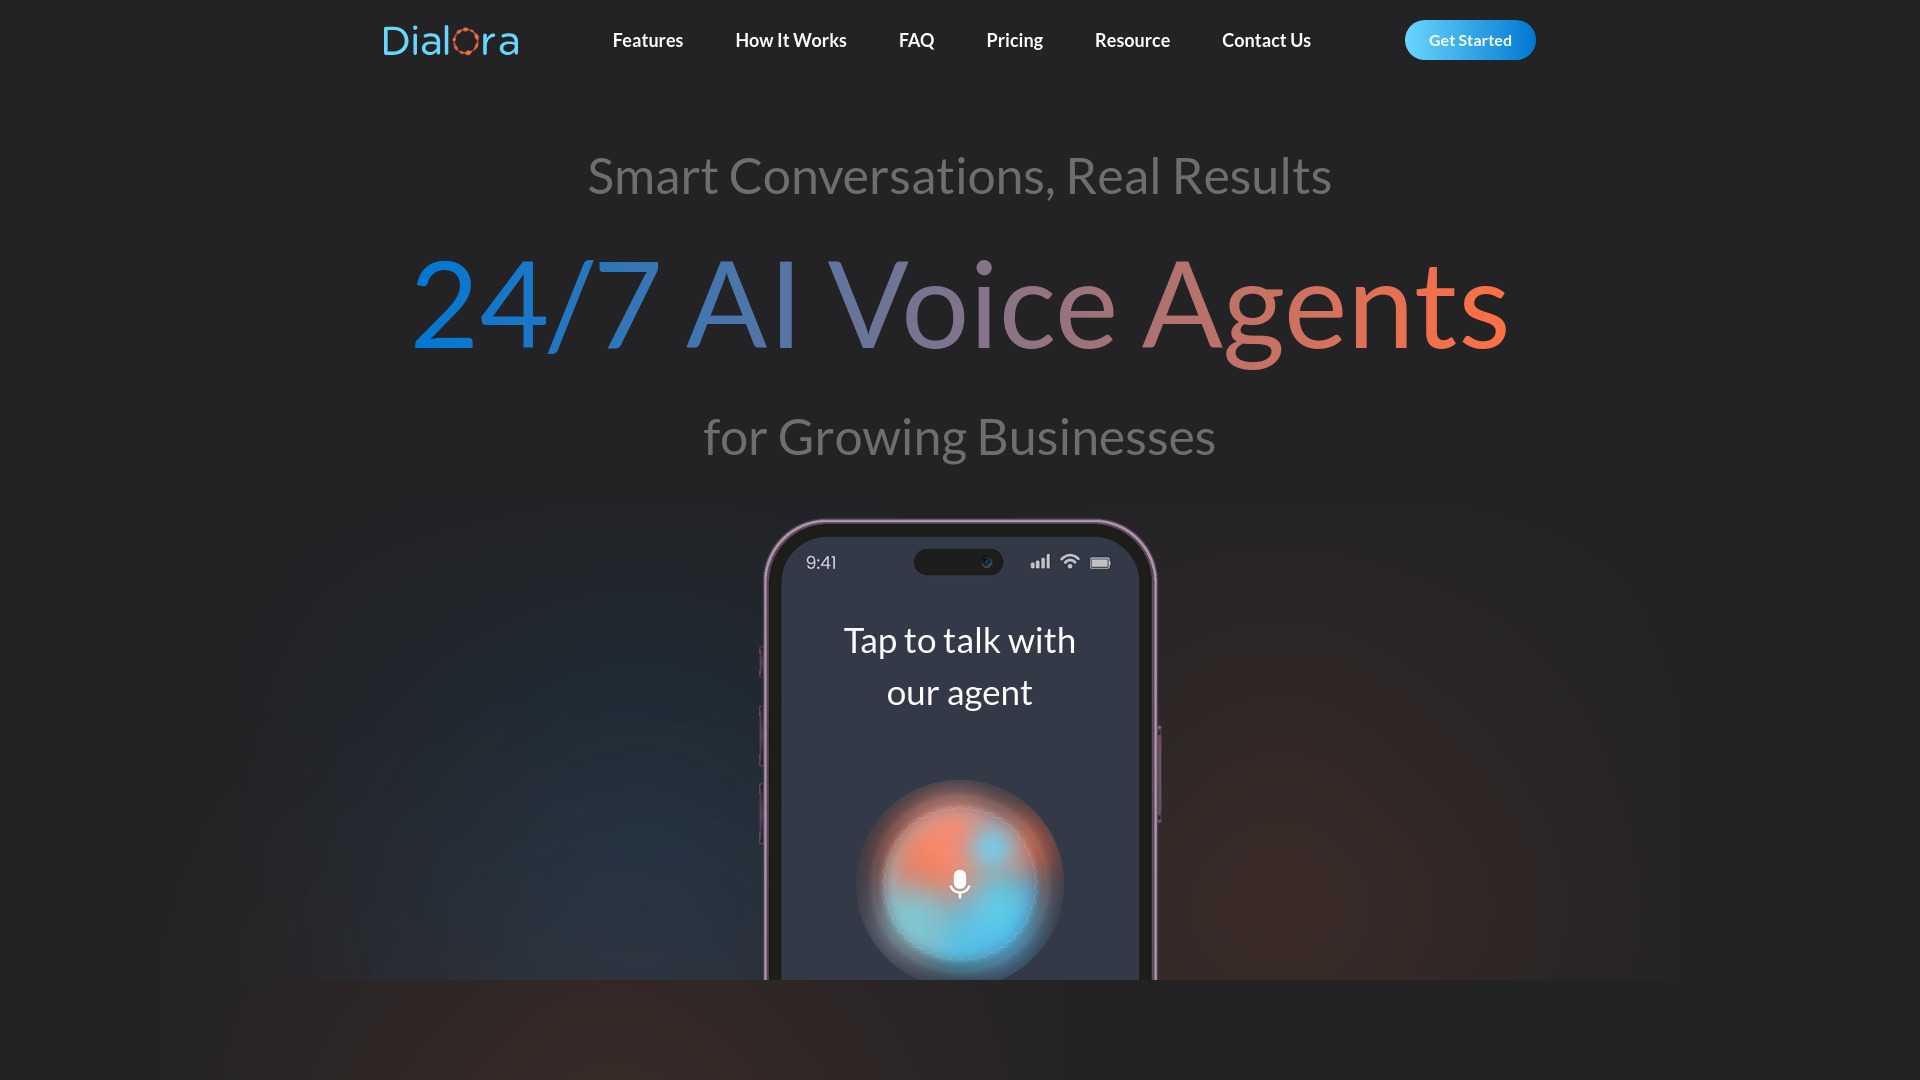 Dialora
Features
How It Works
FAQ
Pricing
Resource
Contact Us
Get Started
Smart Conversations, Real Results
24/7 AI Voice Agents
for Growing Businesses
9:41
Tap to talk with
our agent